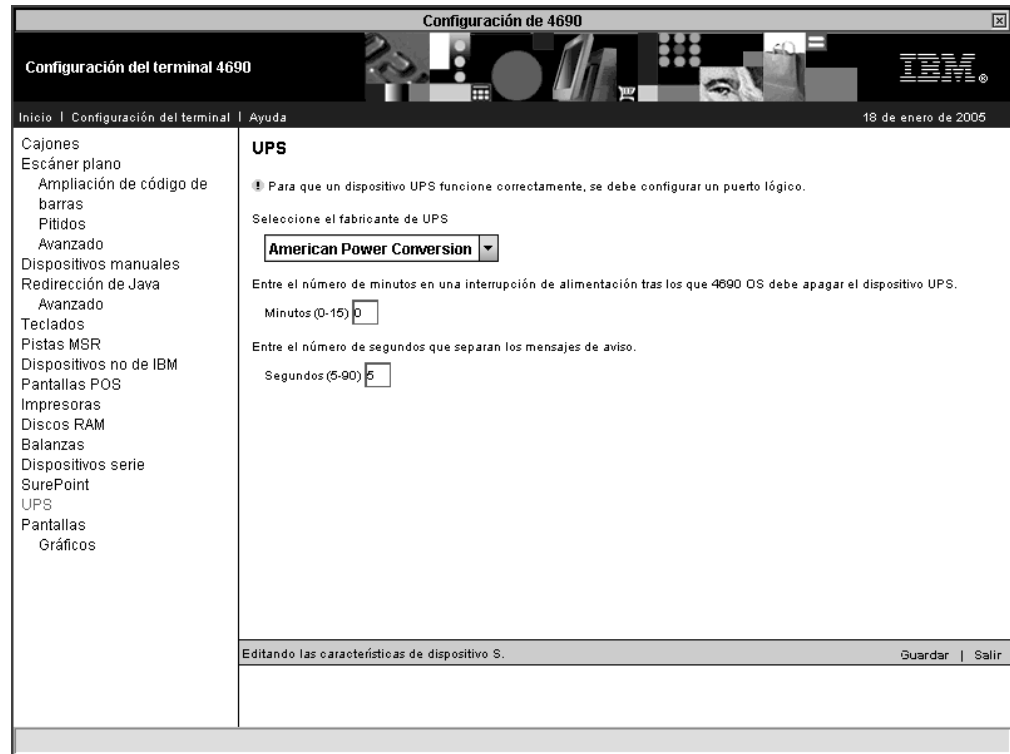 Configuración de 4690
Configuración del terminal 4690
IBM®
Inicio | Configuración del terminal | Ayuda
18 de enero de 2005
Cajones
Escáner plano
Ampliación de código de
barras
Pitidos
Avanzado
Dispositivos manuales
Redirección de Java
Avanzado
Teclados
Pistas MSR
Dispositivos no de IBM
Pantallas POS
Impresoras
Discos RAM
Balanzas
Dispositivos serie
SurePoint
UPS
Pantallas
Gráficos
UPS
Para que un dispositivo UPS funcione correctamente, se debe configurar un puerto lógico.
Seleccione el fabricante de UPS
American Power Conversion
Entre el número de minutos en una interrupción de alimentación tras los que 4690 OS debe apagar el dispositivo UPS.
Minutos (0-15) 0
Entre el número de segundos que separan los mensajes de aviso.
Segundos (5-90) 5
Editando las características de dispositivo S.
Guardar | Salir